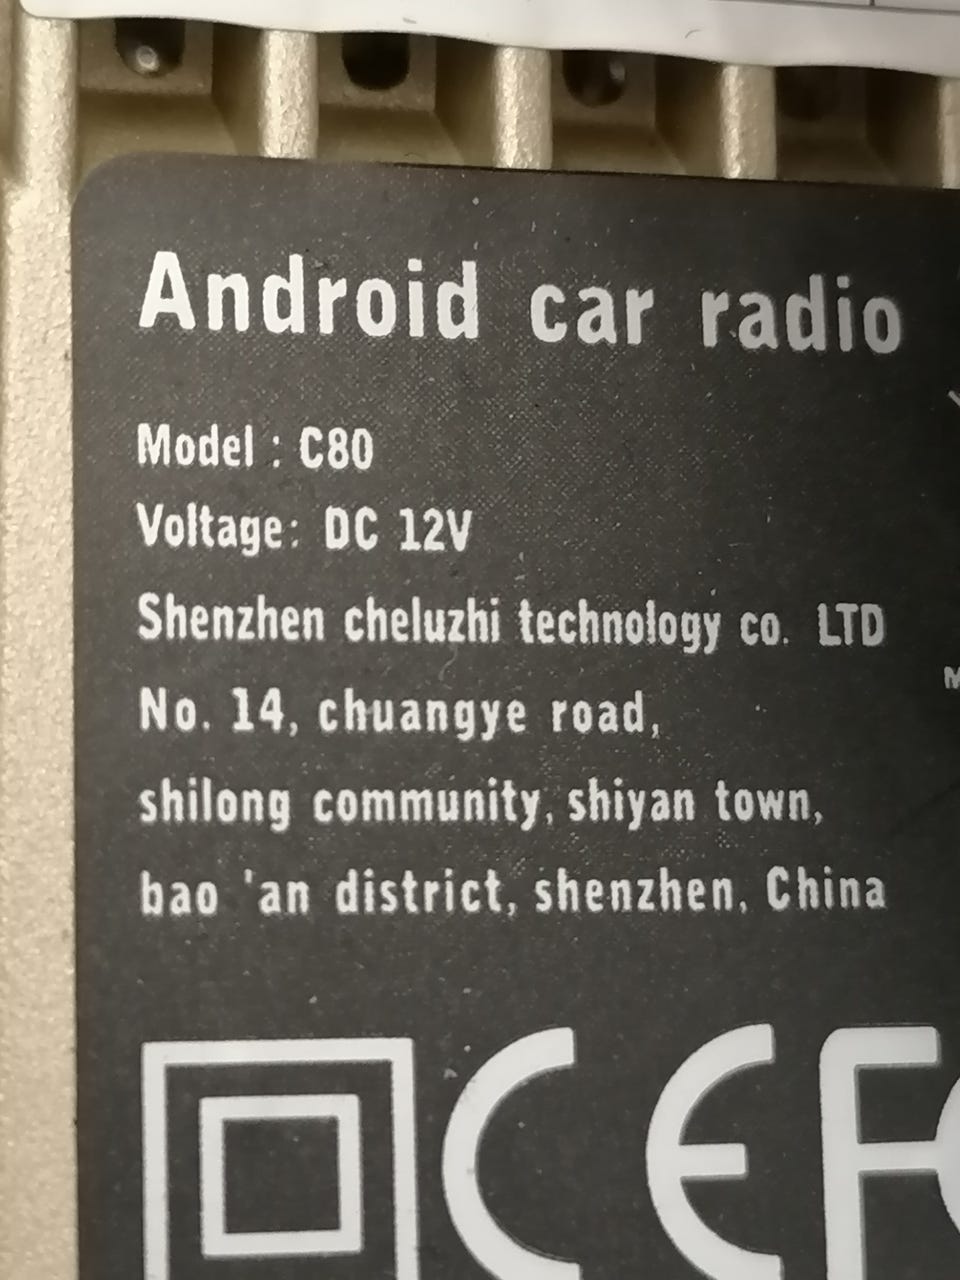 Android car radio
Model : C80
Voltage: DC 12V
Shenzhen cheluzhi technology co. LTD
No. 14, chuangye road,
shilong community, shiyan town,
bao 'an district, shenzhen, China
CE F